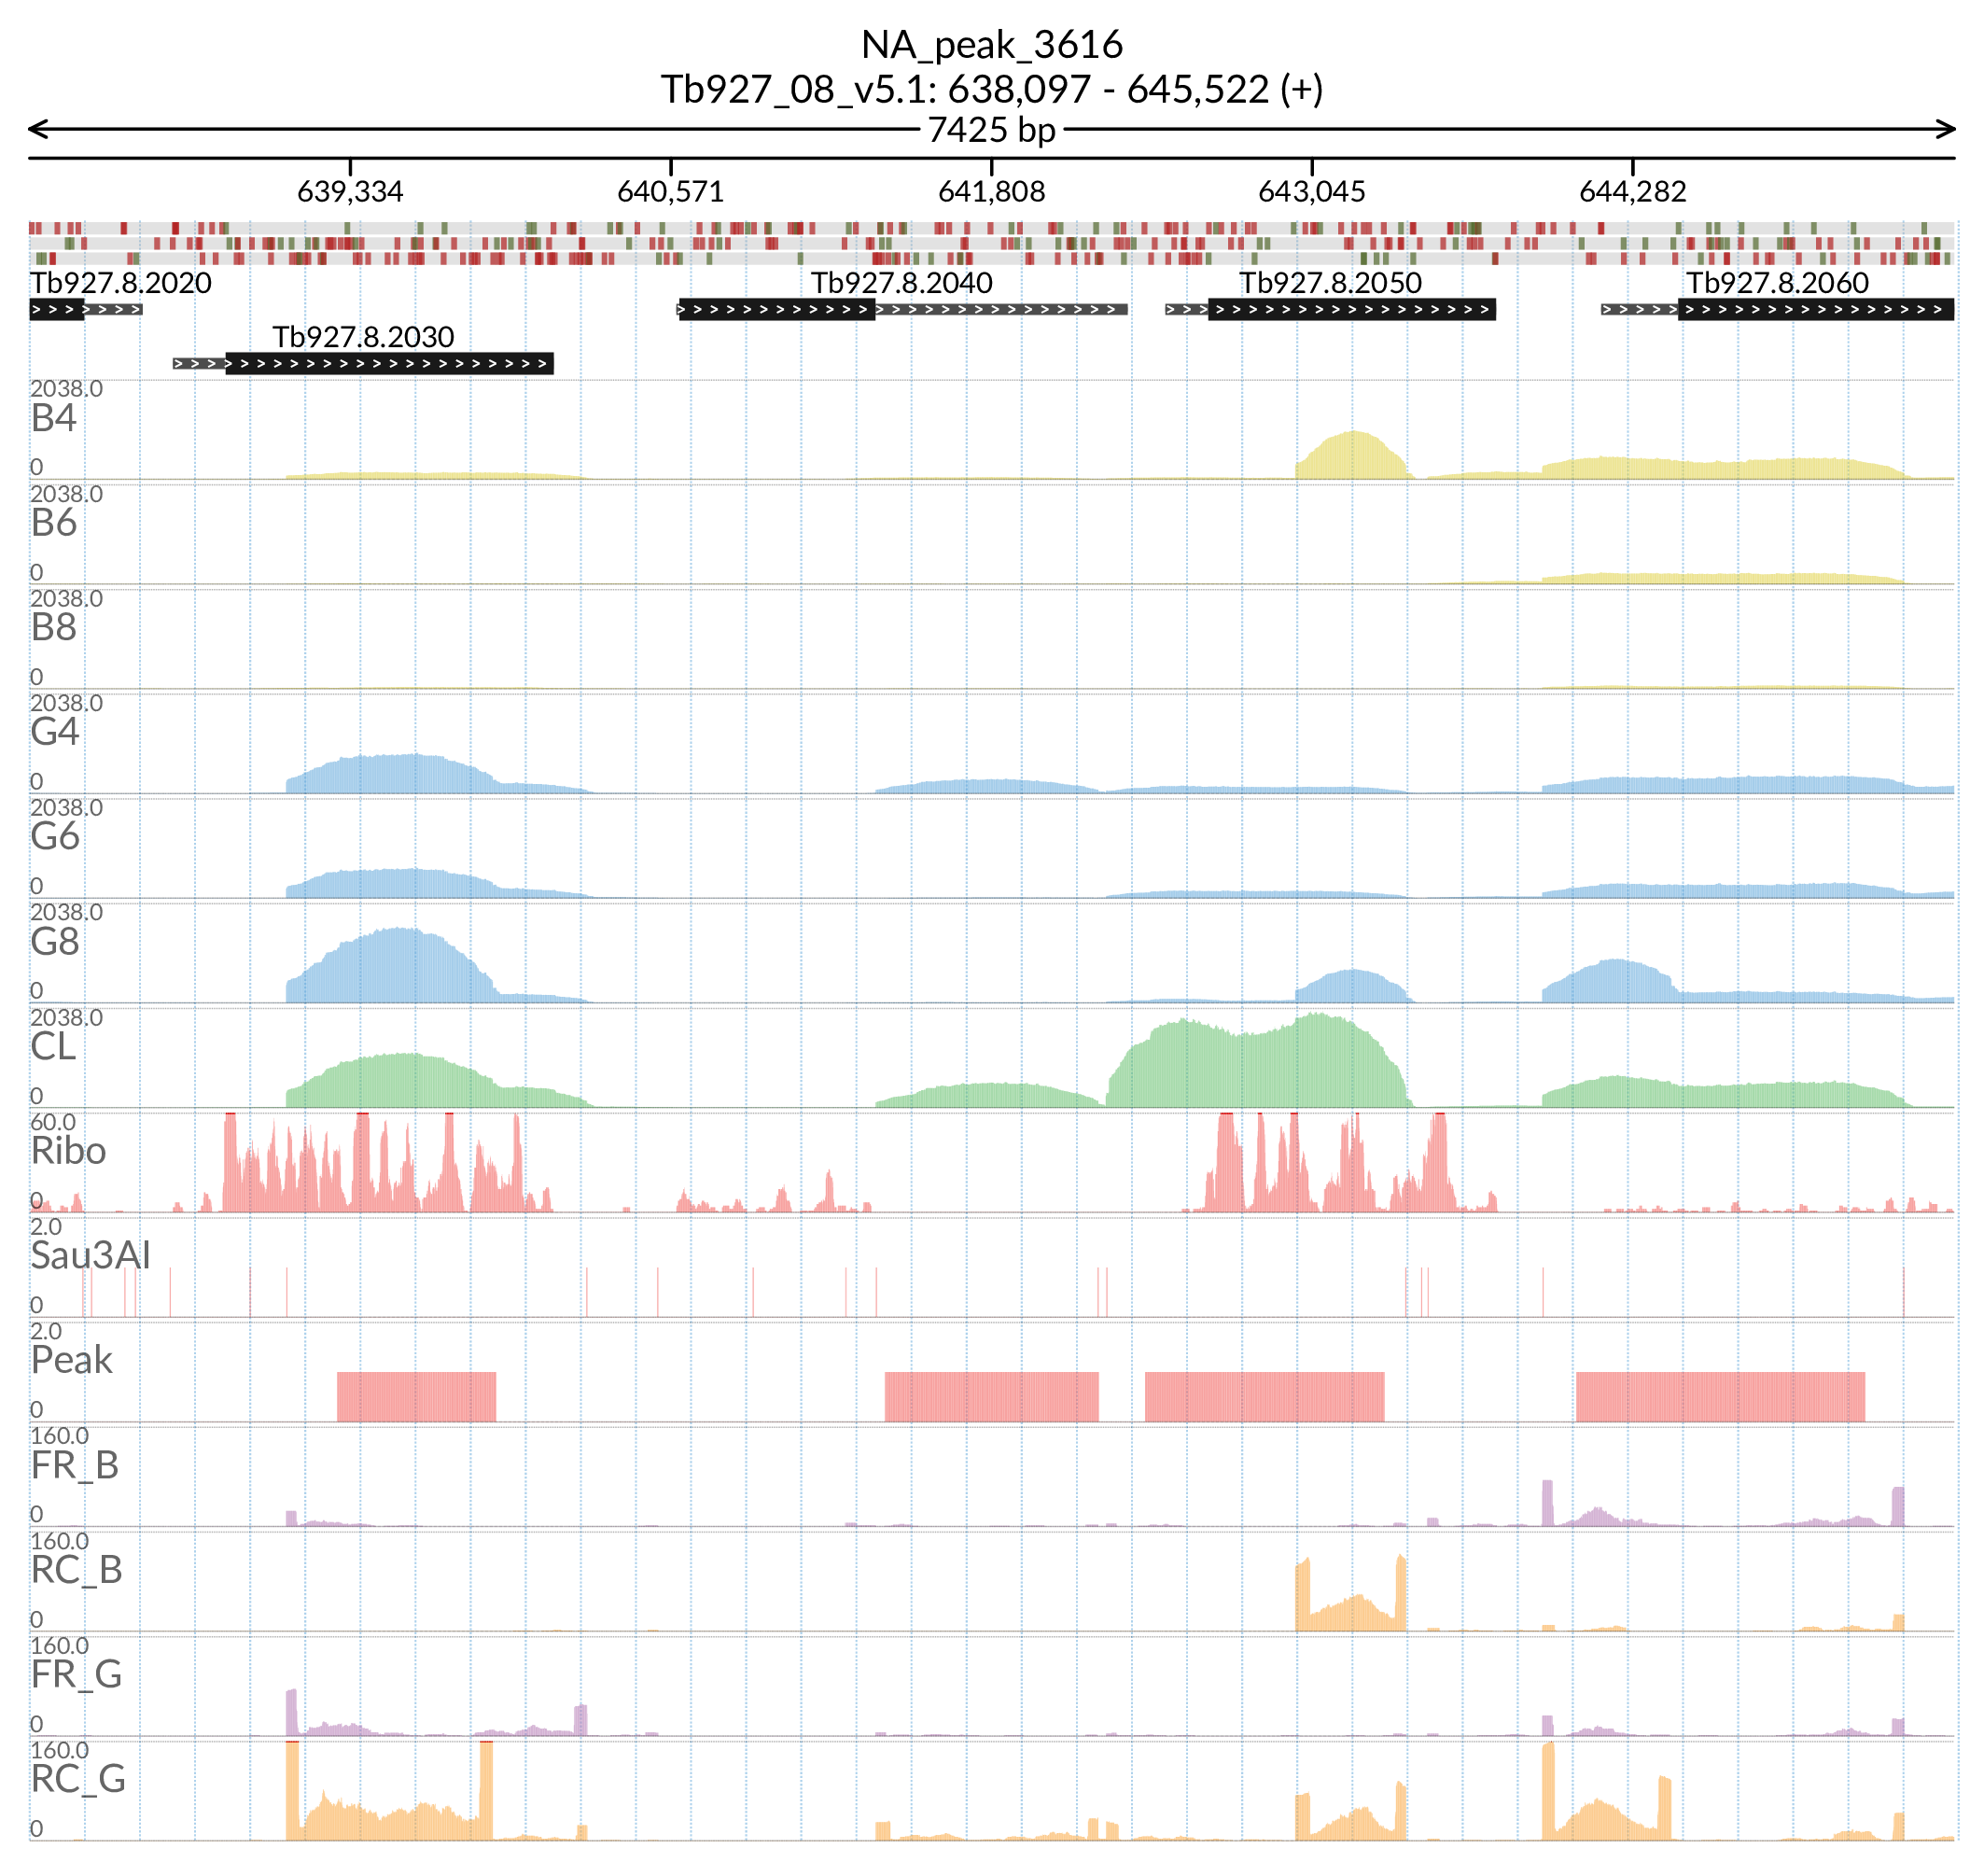 NA_peak_3616
Tb927_08_v5.1: 638,097 - 645,522 (+)
7425 bp
639,334 640,571 641,808 643,045 644,282
Tb927.8.2020 Tb927.8.2040 Tb927.8.2050 Tb927.8.2060
Tb927.8.2030
2038.0
B4
0
2038.0
B6
0
2038.0
B8
0
2038.0
G4
0
2038.0
G6
0
2038.0
G8
0
2038.0
CL
0
60.0
Ribo
0
2.0
Sau3AI
0
2.0
Peak
0
160.0
FR_B
0
160.0
RC_B
0
160.0
FR_G
0
160.0
RC_G
0